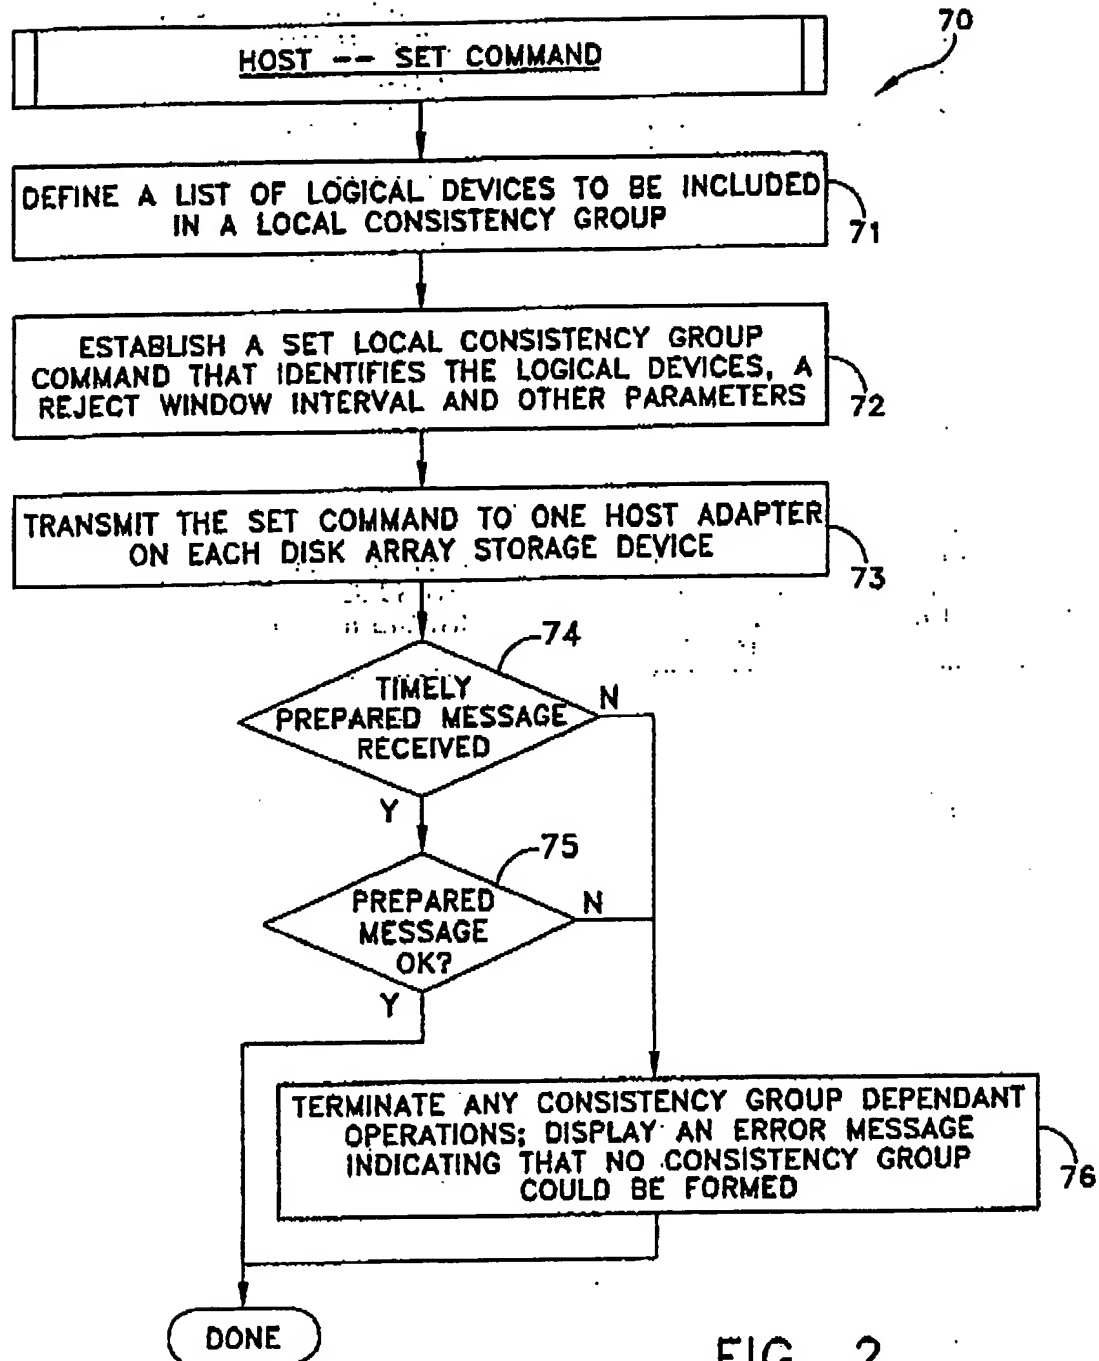 70
HOST -- SET COMMAND
DEFINE A LIST OF LOGICAL DEVICES TO BE INCLUDED
IN A LOCAL CONSISTENCY GROUP
71
ESTABLISH A SET LOCAL CONSISTENCY GROUP
COMMAND THAT IDENTIFIES THE LOGICAL DEVICES, A
REJECT WINDOW INTERVAL AND OTHER PARAMETERS
72
TRANSMIT THE SET COMMAND TO ONE HOST ADAPTER
ON EACH DISK ARRAY STORAGE DEVICE
73
74
TIMELY
PREPARED MESSAGE
RECEIVED
N
Y
75
PREPARED
MESSAGE
OK?
N
Y
TERMINATE ANY CONSISTENCY GROUP DEPENDANT
OPERATIONS; DISPLAY AN ERROR MESSAGE
INDICATING THAT NO CONSISTENCY GROUP
COULD BE FORMED
76
DONE
FIG. 2